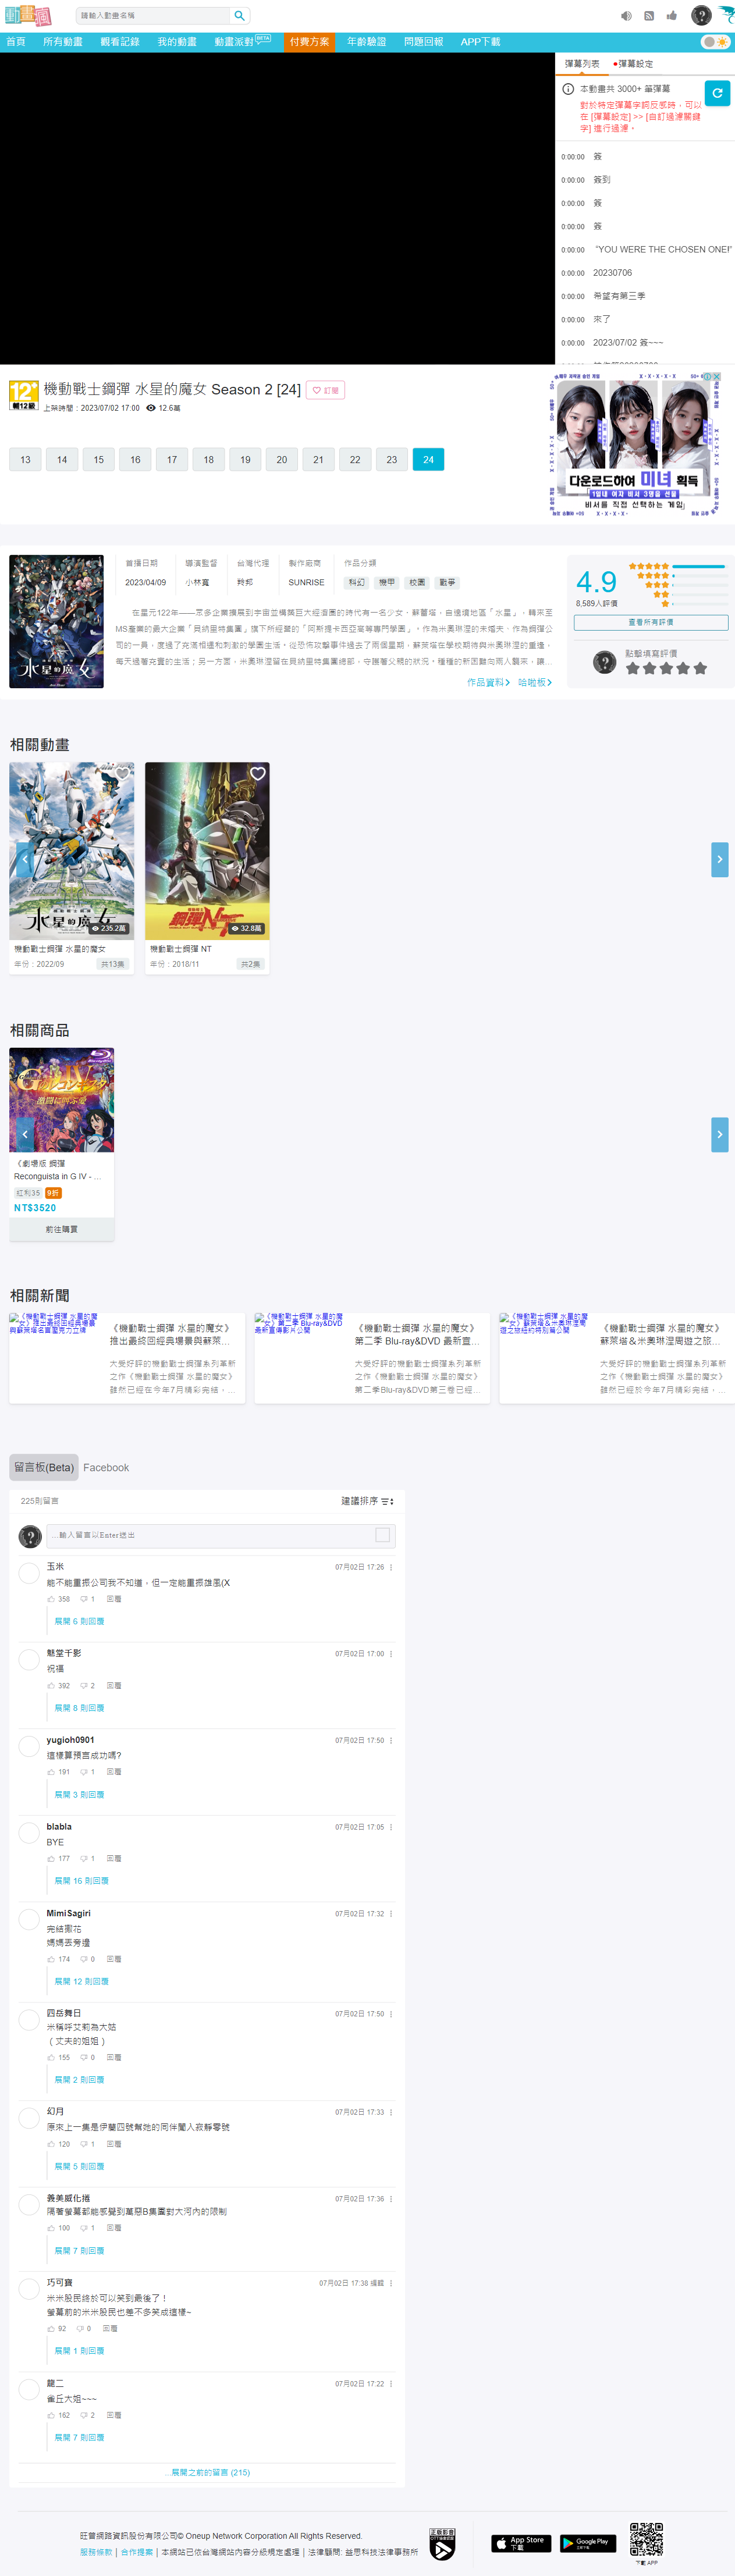 動畫瘋
請輸入動畫名稱
首頁 所有動畫 觀看記錄 我的動畫 動畫派對 BETA 付費方案 年齡驗證 問題回報 APP下載
彈幕列表 彈幕設定
本動畫共 3000+ 筆彈幕
對於特定彈幕字詞反感時，可以
在 [彈幕設定] >> [自訂過濾關鍵
字] 進行過濾。
0:00:00 簽
0:00:00 簽到
0:00:00 簽
0:00:00 簽
0:00:00 "YOU WERE THE CHOSEN ONE!"
0:00:00 20230706
0:00:00 希望有第三季
0:00:00 來了
0:00:00 2023/07/02 簽~~~
12+
輔12級
機動戰士鋼彈 水星的魔女 Season 2 [24] 訂閱
上架時間：2023/07/02 17:00 12.6萬
13 14 15 16 17 18 19 20 21 22 23 24
다운로드하여 미녀 획득
1일내 여자 비서 3명을 선물
비서를 직접 선택하는 게임
水星的魔女
首播日期 導演監督 台灣代理 製作廠商 作品分類
2023/04/09 小林寬 羚邦 SUNRISE 科幻 機甲 校園 戰爭
在星元122年——眾多企業擴展到宇宙並構築巨大經濟圈的時代有一名少女，蘇蕾塔，自邊境地區「水星」，轉來至
MS產業的最大企業「貝納里特集團」旗下所經營的「阿斯提卡西亞高等專門學園」，作為米奧琳涅的未婚夫、作為鋼彈公
司的一員，度過了充滿相遇和刺激的學園生活。從恐怖攻擊事件過去了兩個星期，蘇萊塔在學校期待與米奧琳涅的重逢，
每天過著充實的生活；另一方面，米奧琳涅留在貝納里特集團總部，守護著父親的狀況。種種的新困難向兩人襲來，讓...
作品資料 哈啦板
4.9
8,589人評價
查看所有評價
點擊填寫評價
相關動畫
235.2萬
機動戰士鋼彈 水星的魔女
年份：2022/09 共13集
鋼彈NT
32.8萬
機動戰士鋼彈 NT
年份：2018/11 共2集
相關商品
《劇場版 鋼彈
Reconguista in G IV - ...
紅利35 9折
NT$3520
前往購買
相關新聞
《機動戰士鋼彈 水星的魔女》
推出最終回經典場景與蘇萊...
大受好評的機動戰士鋼彈系列革新
之作《機動戰士鋼彈 水星的魔女》
雖然已經在今年7月精彩完結，...
《機動戰士鋼彈 水星的魔女》
第二季 Blu-ray&DVD 最新宣...
大受好評的機動戰士鋼彈系列革新
之作《機動戰士鋼彈 水星的魔女》
第二季Blu-ray&DVD第三卷已經...
《機動戰士鋼彈 水星的魔女》
蘇萊塔＆米奧琳涅周遊之旅...
大受好評的機動戰士鋼彈系列革新
之作《機動戰士鋼彈 水星的魔女》
雖然已經於今年7月精彩完結，...
留言板(Beta) Facebook
225則留言 建議排序
...輸入留言以Enter送出
玉米 07月02日 17:26
能不能重振公司我不知道，但一定能重振雄風(X
358 1 回覆
展開 6 則回覆
魅堂千影 07月02日 17:00
祝福
392 2 回覆
展開 8 則回覆
yugioh0901 07月02日 17:50
這樣算預言成功嗎?
191 1 回覆
展開 3 則回覆
blabla 07月02日 17:05
BYE
177 1 回覆
展開 16 則回覆
MimiSagiri 07月02日 17:32
完結撒花
媽媽丟旁邊
174 0 回覆
展開 12 則回覆
四岳舞日 07月02日 17:50
米稱呼艾莉為大姑
（丈夫的姐姐）
155 0 回覆
展開 2 則回覆
幻月 07月02日 17:33
原來上一集是伊蘭四號幫她的同伴闖入寂靜零號
120 1 回覆
展開 5 則回覆
義美威化捲 07月02日 17:36
隔著螢幕都能感覺到萬惡B集團對大河內的限制
100 1 回覆
展開 7 則回覆
巧可寶 07月02日 17:38 編輯
米米股民終於可以笑到最後了！
螢幕前的米米股民也差不多笑成這樣~
92 0 回覆
展開 1 則回覆
龍二 07月02日 17:22
雀丘大姐~~~
162 2 回覆
展開 7 則回覆
...展開之前的留言 (215)
旺普網路資訊股份有限公司© Oneup Network Corporation All Rights Reserved.
服務條款 | 合作提案 | 本網站已依台灣網站內容分級規定處理 | 法律顧問: 益思科技法律事務所
App Store
下載
Google Play
下載 APP